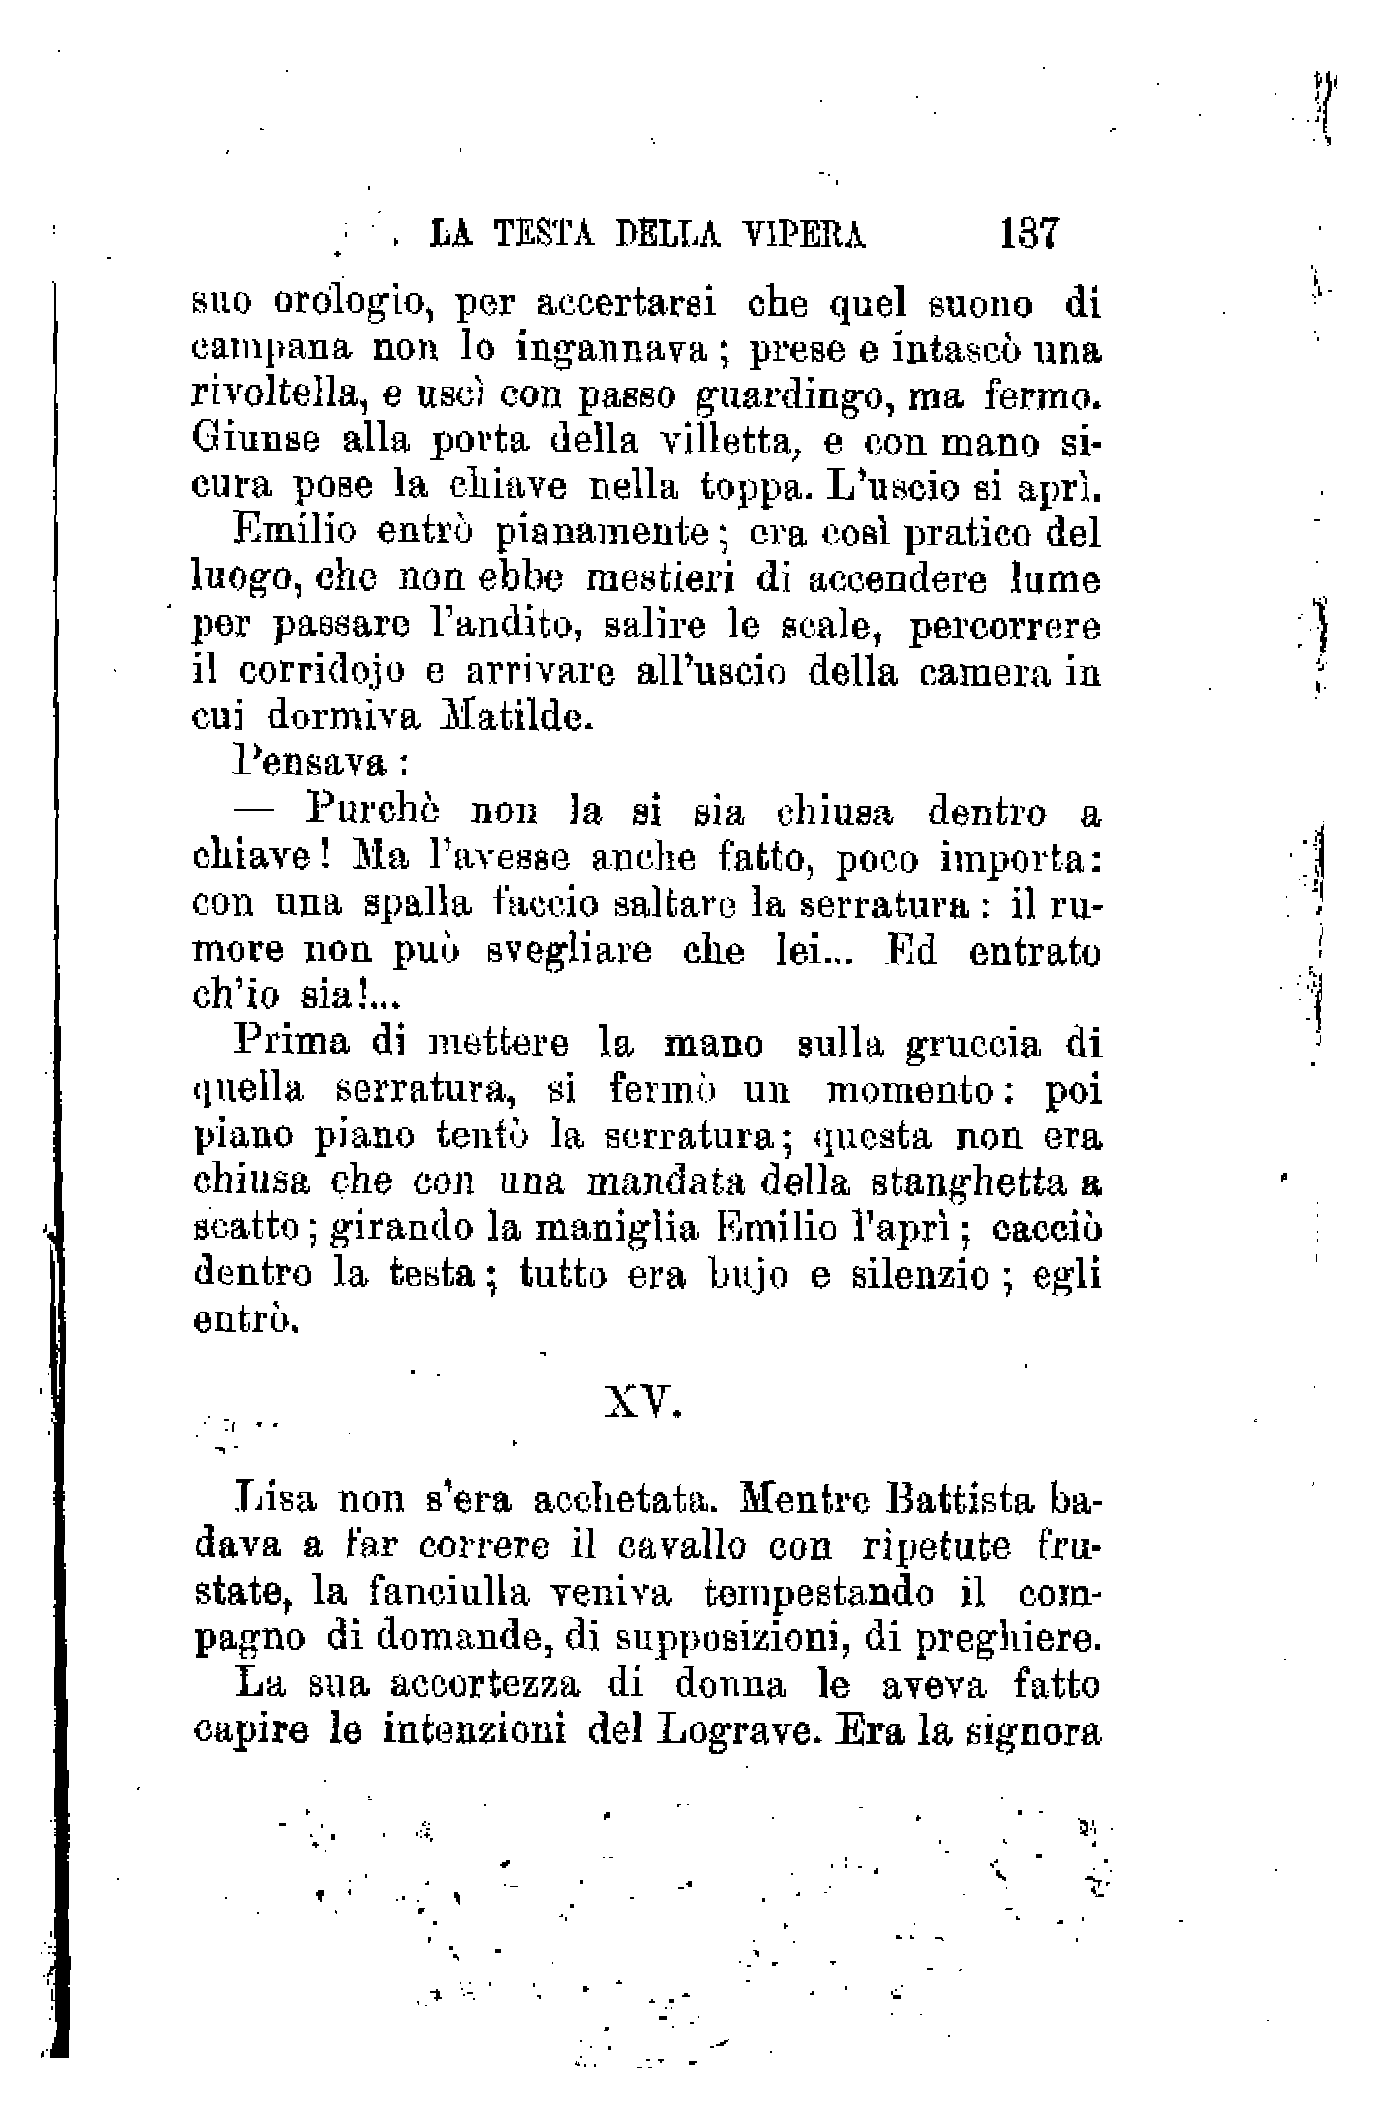 LA TESTA DELLA VIPERA 137
suo orologio, per accertarsi che quel suono di
campana non lo ingannava; prese e intascò una
rivoltella, e uscì con passo guardingo, ma fermo.
Giunse alla porta della villetta, e con mano si-
cura pose la chiave nella toppa. L'uscio si aprì.
Emilio entrò pianamente; era così pratico del
luogo, che non ebbe mestieri di accendere lume
per passare l'andito, salire le scale, percorrere
il corridojo e arrivare all'uscio della camera in
cui dormiva Matilde.
Pensava:
— Purchè non la si sia chiusa dentro a
chiave! Ma l'avesse anche fatto, poco importa:
con una spalla faccio saltare la serratura: il ru-
more non può svegliare che lei... Ed entrato
ch'io sia!...
Prima di mettere la mano sulla gruccia di
quella serratura, si fermò un momento: poi
piano piano tentò la serratura; questa non era
chiusa che con una mandata della stanghetta a
scatto; girando la maniglia Emilio l'aprì; cacciò
dentro la testa; tutto era bujo e silenzio; egli
entrò.
XV.
Lisa non s'era acchetata. Mentre Battista ba-
dava a far correre il cavallo con ripetute fru-
state, la fanciulla veniva tempestando il com-
pagno di domande, di supposizioni, di preghiere.
La sua accortezza di donna le aveva fatto
capire le intenzioni del Lograve. Era la signora